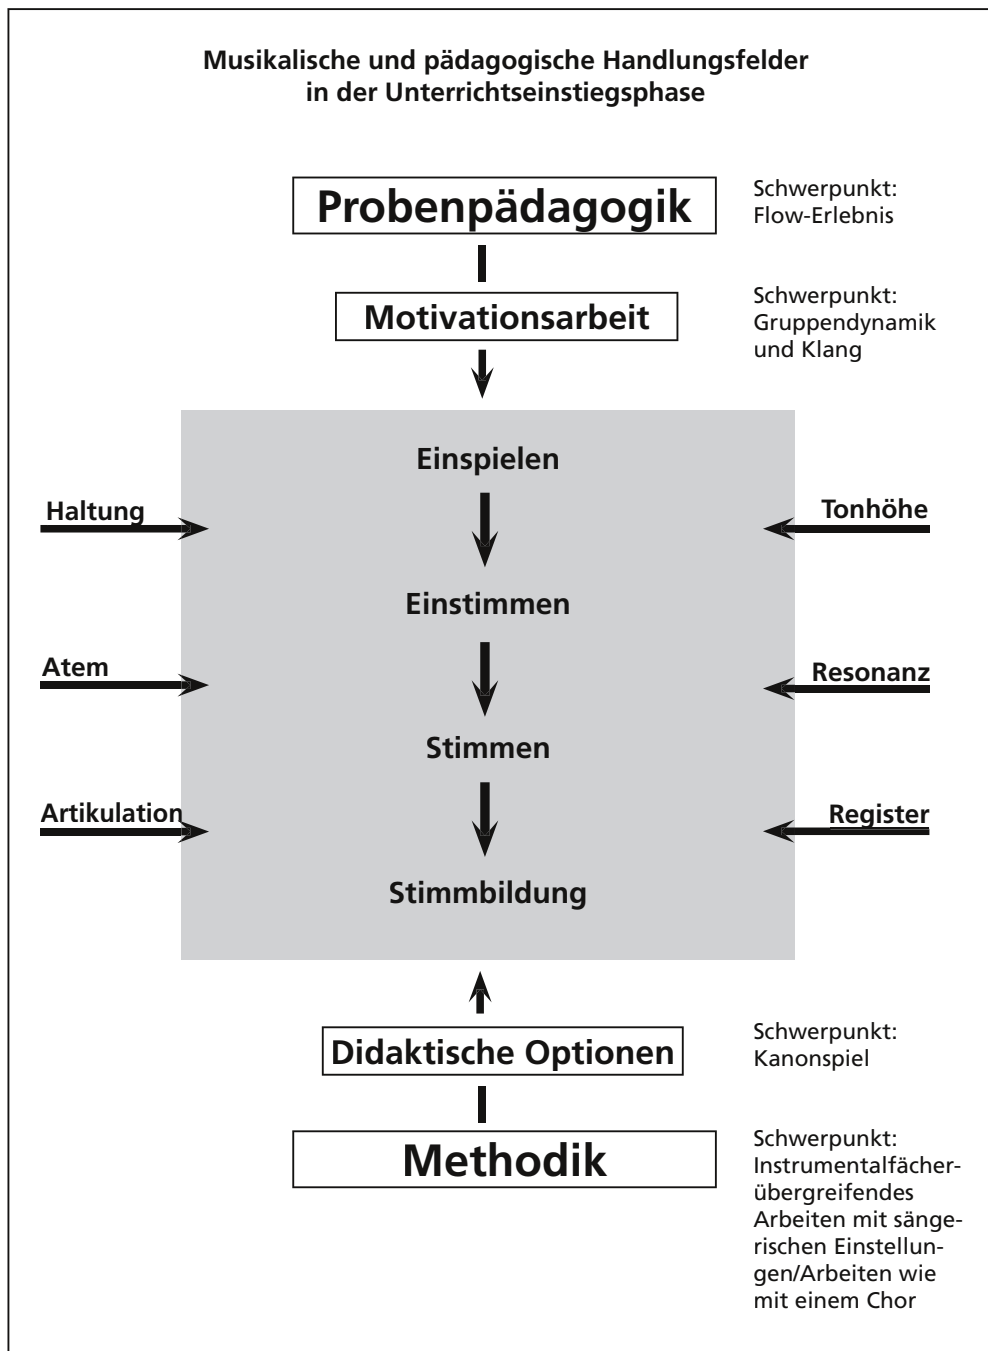 Musikalische und pädagogische Handlungsfelder
in der Unterrichtseinstiegsphase
Probenpädagogik
Schwerpunkt:
Flow-Erlebnis
Motivationsarbeit
Schwerpunkt:
Gruppendynamik
und Klang
Einspielen
Haltung
Tonhöhe
Einstimmen
Atem
Resonanz
Stimmen
Artikulation
Register
Stimmbildung
Didaktische Optionen
Schwerpunkt:
Kanonspiel
Methodik
Schwerpunkt:
Instrumentalfächer-
übergreifendes
Arbeiten mit sänge-
rischen Einstellun-
gen/Arbeiten wie
mit einem Chor